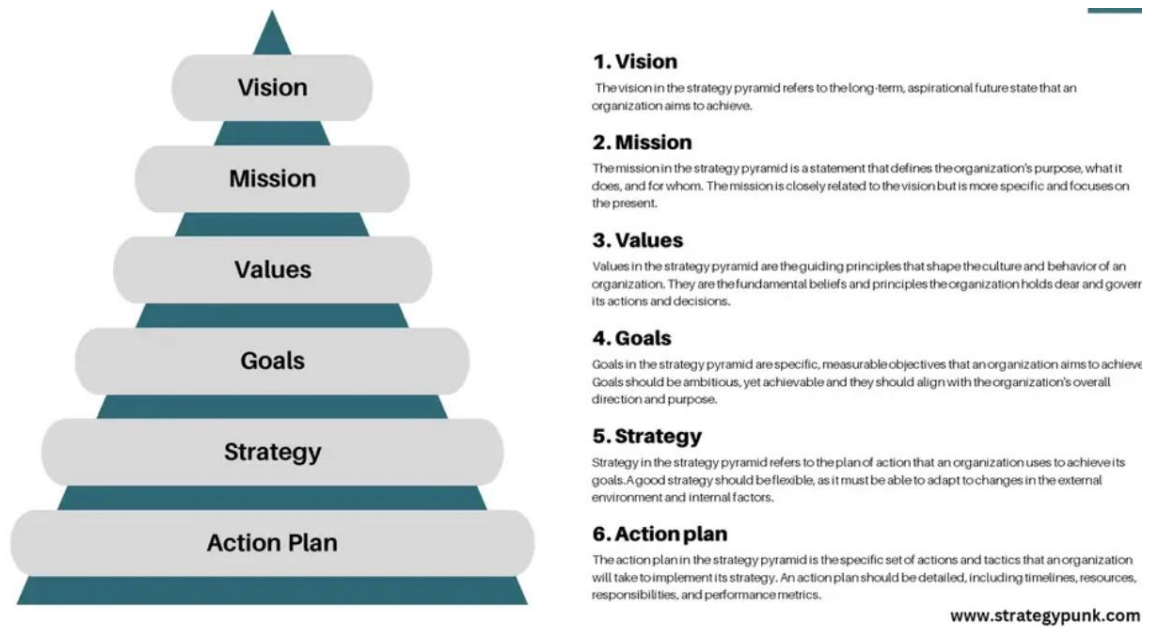 Vision
Mission
Values
Goals
Strategy
Action Plan
1. Vision
The vision in the strategy pyramid refers to the long-term, aspirational future state that an
organization aims to achieve.
2. Mission
The mission in the strategy pyramid is a statement that defines the organization's purpose, what it
does, and for whom. The mission is closely related to the vision but is more specific and focuses on
the present.
3. Values
Values in the strategy pyramid are the guiding principles that shape the culture and behavior of an
organization. They are the fundamental beliefs and principles the organization holds dear and govern
its actions and decisions.
4. Goals
Goals in the strategy pyramid are specific, measurable objectives that an organization aims to achieve
Goals should be ambitious, yet achievable and they should align with the organization's overall
direction and purpose.
5. Strategy
Strategy in the strategy pyramid refers to the plan of action that an organization uses to achieve its
goals. A good strategy should be flexible, as it must be able to adapt to changes in the external
environment and internal factors.
6. Action plan
The action plan in the strategy pyramid is the specific set of actions and tactics that an organization
will take to implement its strategy. An action plan should be detailed, including timelines, resources,
responsibilities, and performance metrics.
www.strategypunk.com